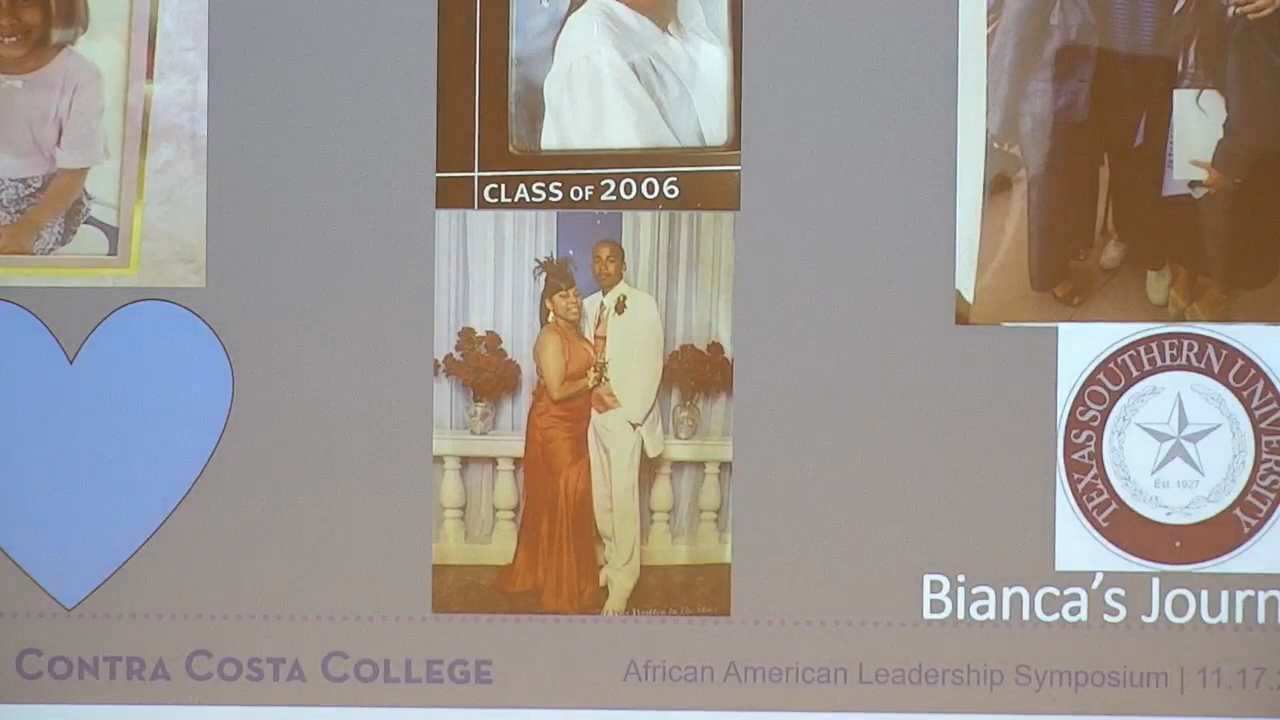 CLASS OF 2006
TEXAS SOUTHERN UNIVERSITY
Est. 1927
Bianca's Journ
CONTRA COSTA COLLEGE
African American Leadership Symposium | 11.17.